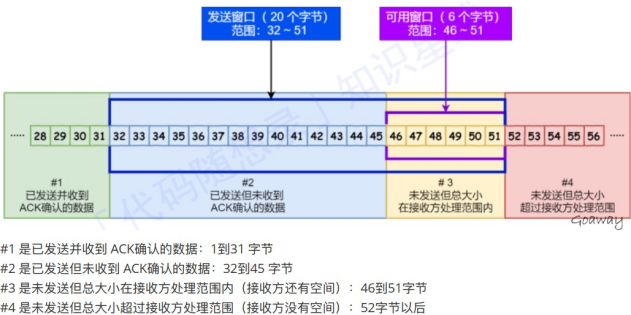 发送窗口（20 个字节）
范围：32 ~ 51
可用窗口（6 个字节）
范围：46 ~ 51
「代码随想录」知识星球
..... 28 29 30 31 32 33 34 35 36 37 38 39 40 41 42 43 44 45 46 47 48 49 50 51 52 53 54 55 56 .....
#1
已发送并收到
ACK确认的数据
#2
已发送但未收到
ACK确认的数据
# 3
未发送但总大小
在接收方处理范围内
#4
未发送但总大小
超过接收方处理范围
Goaway
#1 是已发送并收到 ACK确认的数据：1到31 字节
#2 是已发送但未收到 ACK确认的数据：32到45 字节
#3 是未发送但总大小在接收方处理范围内（接收方还有空间）：46到51字节
#4 是未发送但总大小超过接收方处理范围（接收方没有空间）：52字节以后